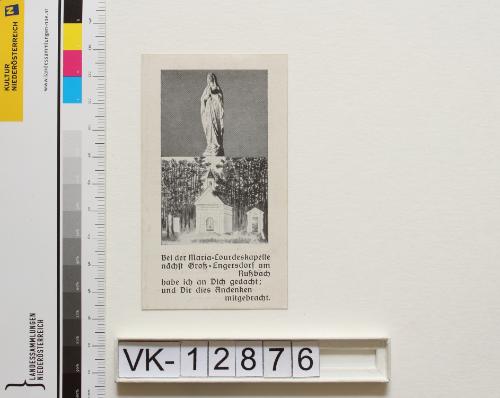 KULTUR
NIEDERÖSTERREICH
www.landessammlungen-noe.at
Bei der Maria-Lourdeskapelle
nächst Groß-Engersdorf am
Rußbach
habe ich an Dich gedacht;
und Dir dies Andenken
mitgebracht.
LANDESSAMMLUNGEN
NIEDERÖSTERREICH
VK-12876